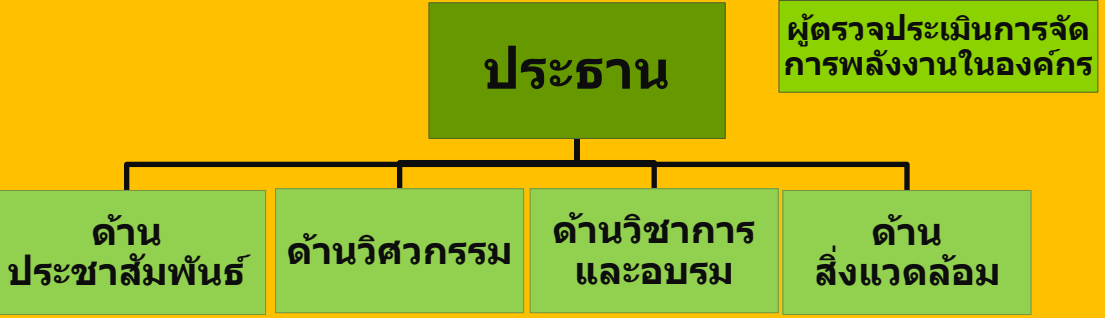 ประธาน
ผู้ตรวจประเมินการจัด
การพลังงานในองค์กร
ด้าน
ประชาสัมพันธ์
ด้านวิศวกรรม
ด้านวิชาการ
และอบรม
ด้าน
สิ่งแวดล้อม